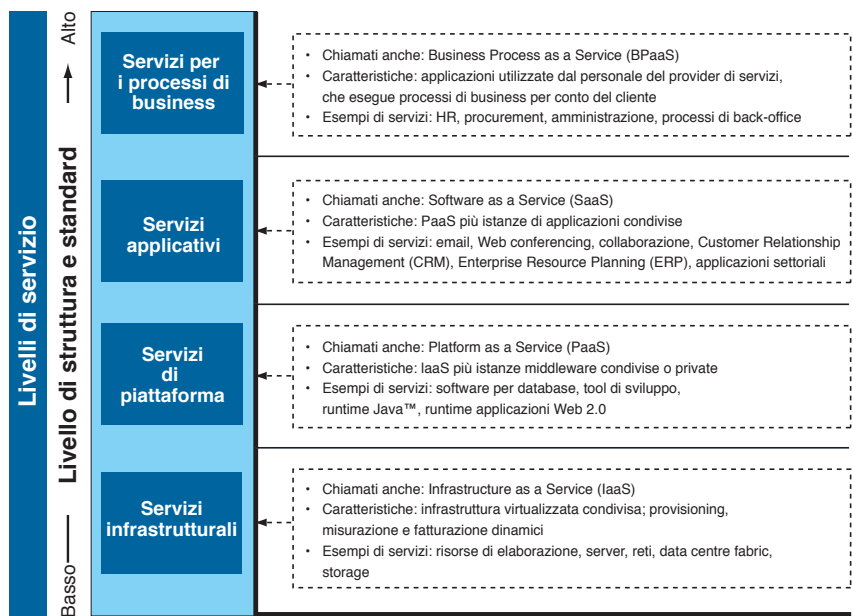 Livelli di servizio
Livello di struttura e standard
Alto
Basso
Servizi per
i processi di
business
• Chiamati anche: Business Process as a Service (BPaaS)
• Caratteristiche: applicazioni utilizzate dal personale del provider di servizi,
che esegue processi di business per conto del cliente
• Esempi di servizi: HR, procurement, amministrazione, processi di back-office
Servizi
applicativi
• Chiamati anche: Software as a Service (SaaS)
• Caratteristiche: PaaS più istanze di applicazioni condivise
• Esempi di servizi: email, Web conferencing, collaborazione, Customer Relationship
Management (CRM), Enterprise Resource Planning (ERP), applicazioni settoriali
Servizi
di
piattaforma
• Chiamati anche: Platform as a Service (PaaS)
• Caratteristiche: IaaS più istanze middleware condivise o private
• Esempi di servizi: software per database, tool di sviluppo,
runtime Java™, runtime applicazioni Web 2.0
Servizi
infrastrutturali
• Chiamati anche: Infrastructure as a Service (IaaS)
• Caratteristiche: infrastruttura virtualizzata condivisa; provisioning,
misurazione e fatturazione dinamici
• Esempi di servizi: risorse di elaborazione, server, reti, data centre fabric,
storage